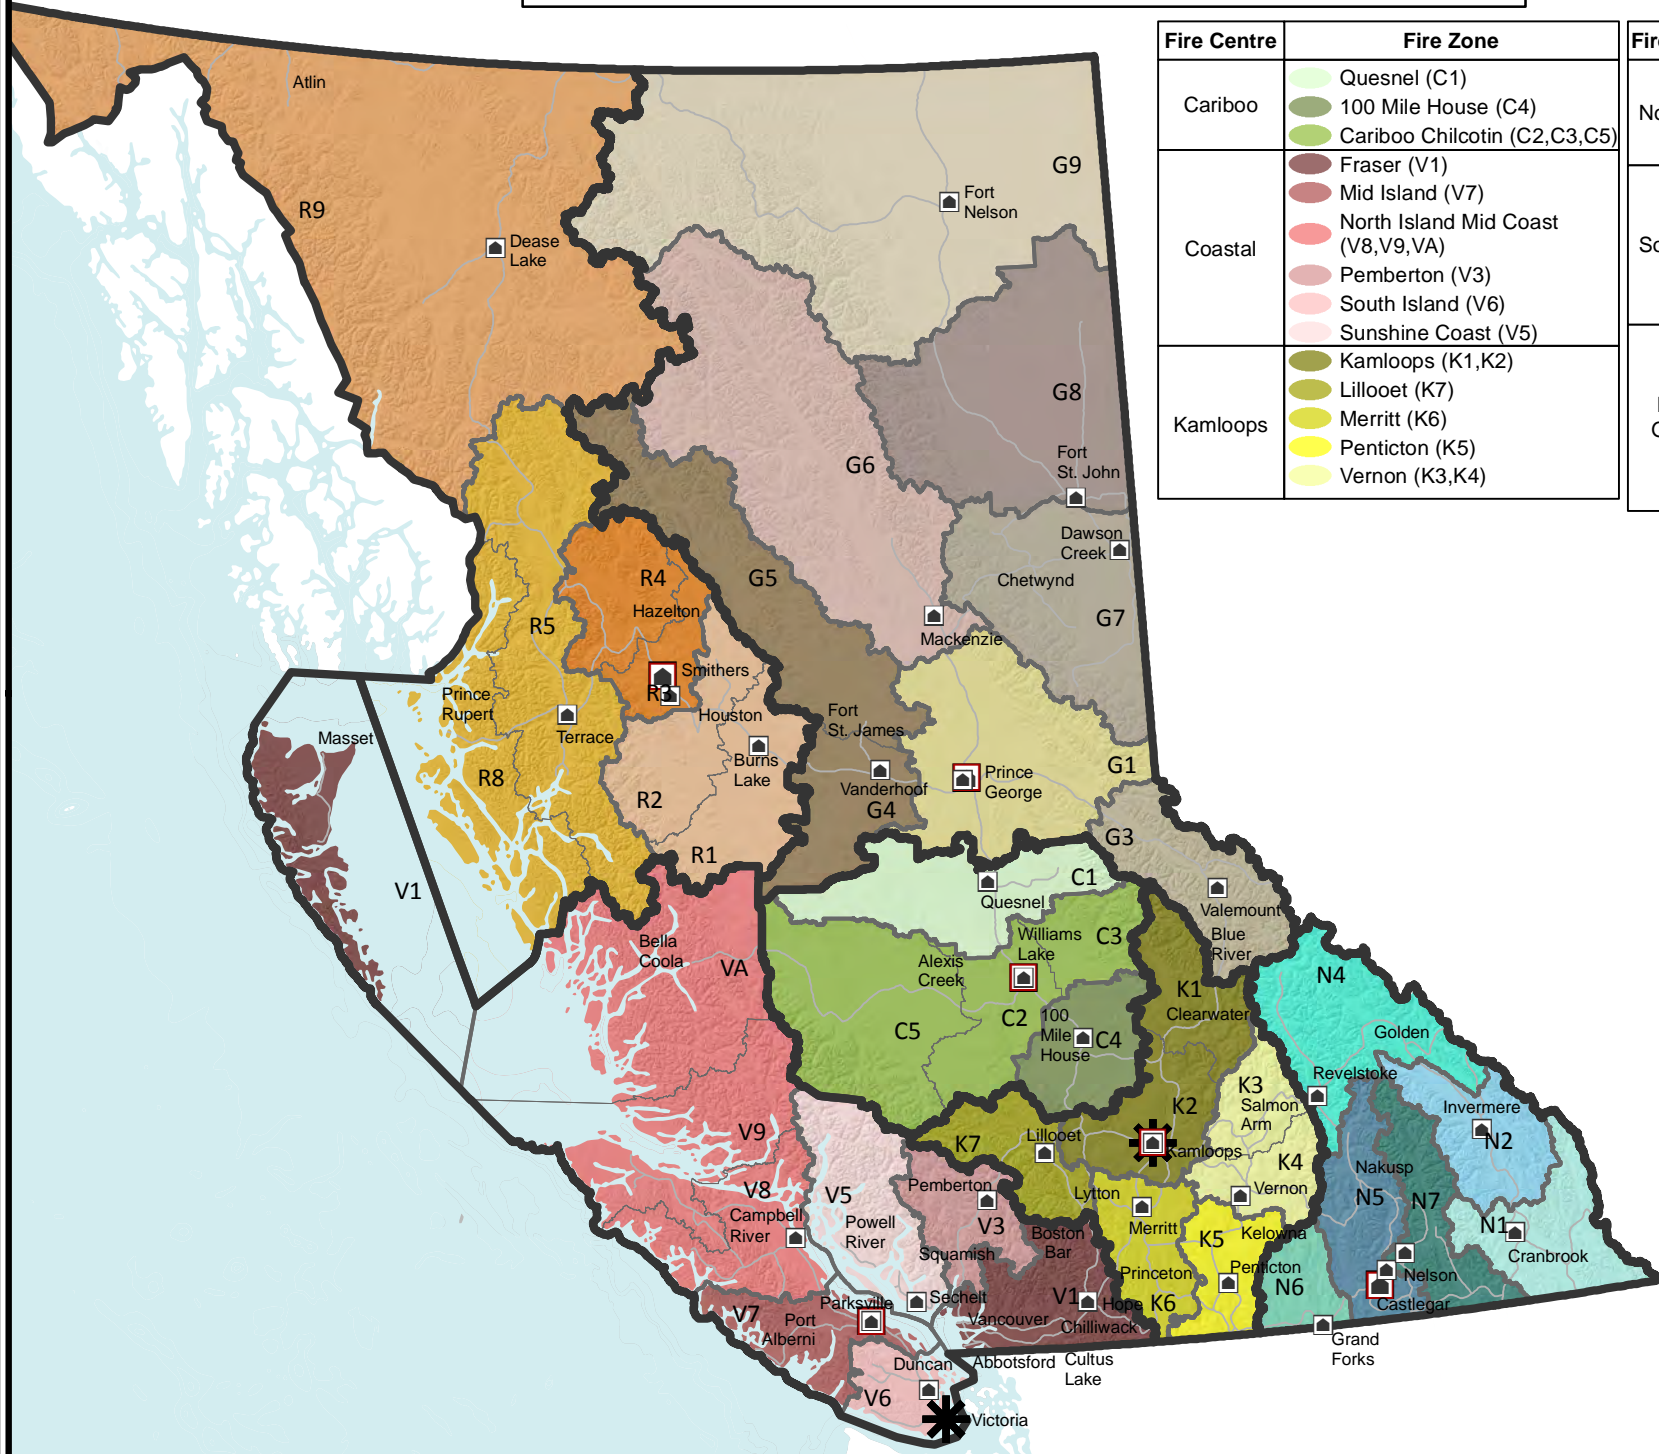 Fire Centre
Fire Zone
Cariboo
Quesnel (C1)
100 Mile House (C4)
Cariboo Chilcotin (C2,C3,C5)
Coastal
Fraser (V1)
Mid Island (V7)
North Island Mid Coast
(V8,V9,VA)
Pemberton (V3)
South Island (V6)
Sunshine Coast (V5)
Kamloops
Kamloops (K1,K2)
Lillooet (K7)
Merritt (K6)
Penticton (K5)
Vernon (K3,K4)
Atlin
R9
Dease
Lake
G9
Fort
Nelson
G8
G6
Fort
St. John
Dawson
Creek
Chetwynd
G7
Mackenzie
G5
R4
Hazelton
R5
Smithers
R3
Houston
Prince
Rupert
Terrace
Masset
Burns
Lake
Fort
St. James
Vanderhoof
G4
Prince
George
G1
R8
R2
R1
G3
V1
C1
Quesnel
Valemount
Blue
River
Williams
Lake
C3
Alexis
Creek
Bella
Coola
VA
N4
K1
Clearwater
C2
C5
100
Mile
House
C4
Golden
Revelstoke
K3
Salmon
Arm
K2
Invermere
N2
V9
K7
Lillooet
Kamloops
K4
Nakusp
V8
V5
Pemberton
Lytton
Vernon
N5
N7
Campbell
River
Powell
River
V3
Merritt
Boston
Bar
K5
Kelowna
N1
Cranbrook
Squamish
Princeton
Penticton
N6
Nelson
Castlegar
V7
Port
Alberni
Parksville
Sechelt
V1
Hope
K6
Vancouver
Chilliwack
Duncan
Abbotsford
Cultus
Lake
Grand
Forks
V6
Victoria